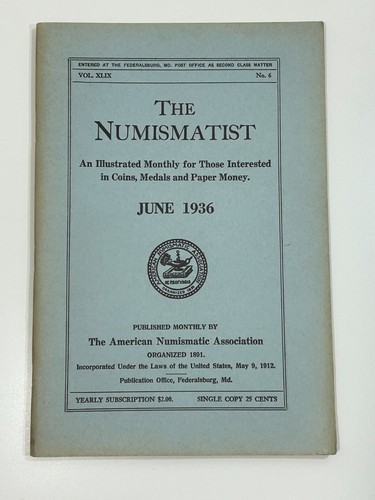 ENTERED AT THE FEDERALSBURG, MD. POST OFFICE AS SECOND CLASS MATTER
VOL. XLIX No. 6
THE
NUMISMATIST
An Illustrated Monthly for Those Interested
in Coins, Medals and Paper Money.
JUNE 1936
AMERICAN NUMISMATIC ASSOCIATION
PUBLISHED MONTHLY BY
The American Numismatic Association
ORGANIZED 1891.
Incorporated Under the Laws of the United States, May 9, 1912.
Publication Office, Federalsburg, Md.
YEARLY SUBSCRIPTION $2.00. SINGLE COPY 25 CENTS